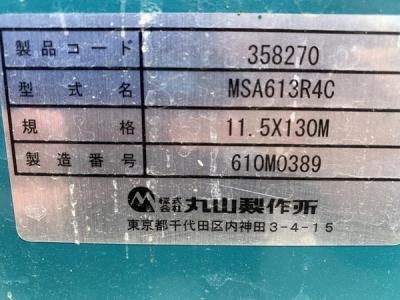 製品コード 358270
型式名 MSA613R4C
規格 11.5X130M
製造番号 610M0389
株式会社 丸山製作所
東京都千代田区内神田3-4-15